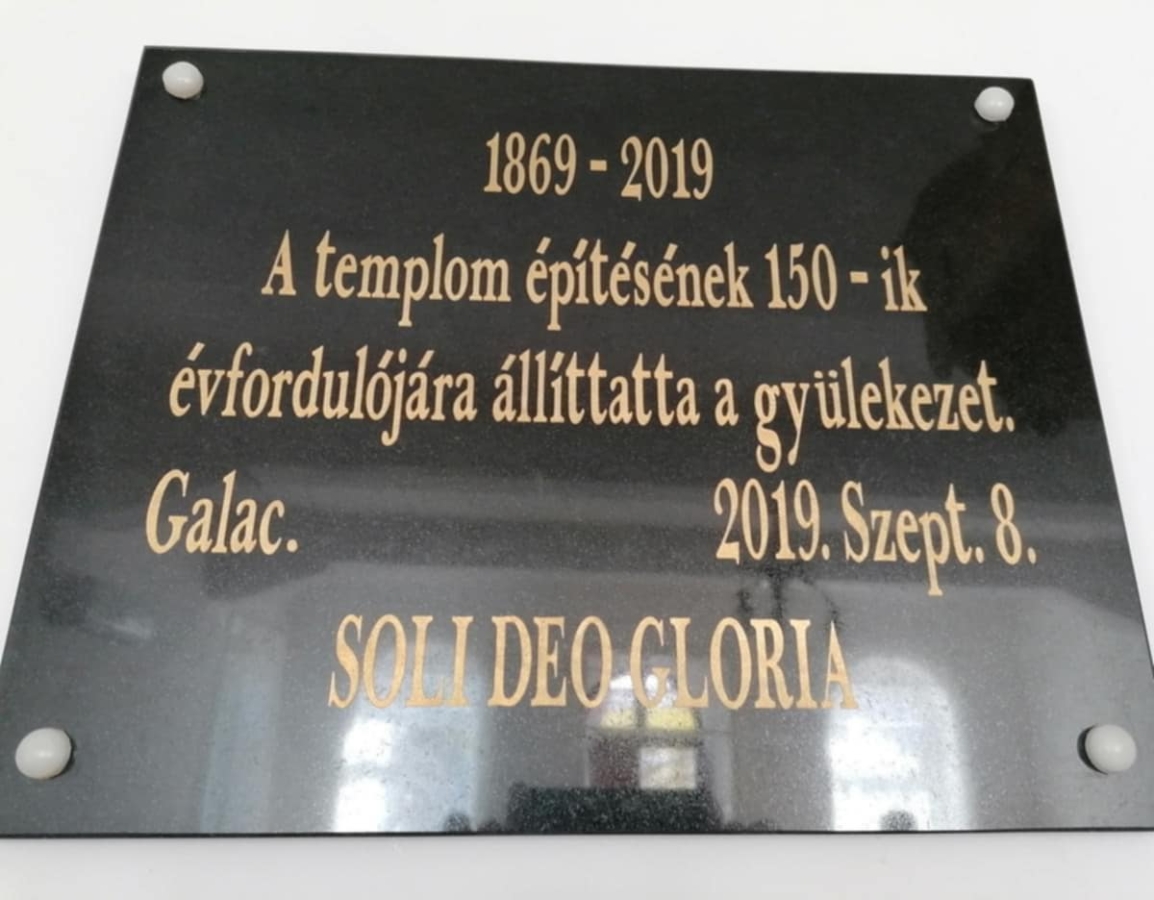 1869 - 2019
A templom építésének 150 - ik
évfordulójára állíttatta a gyülekezet.
Galac. 2019. Szept. 8.
SOLI DEO GLORIA